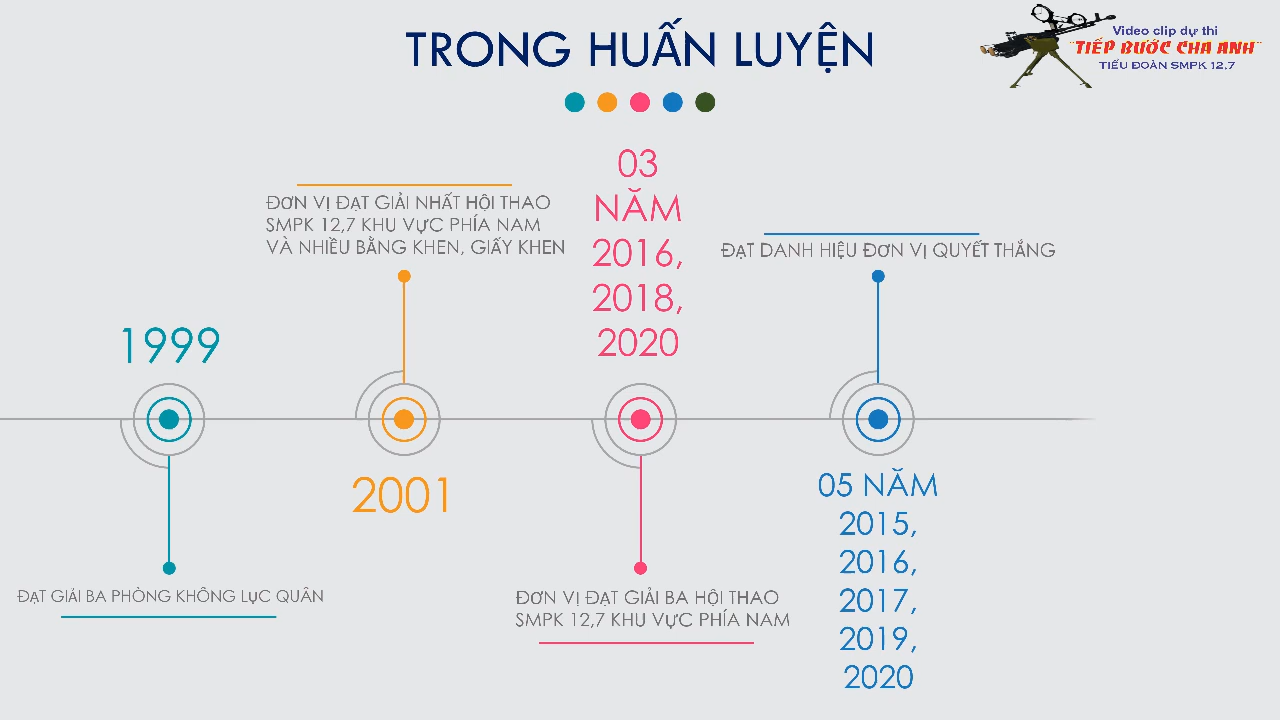 TRONG HUẤN LUYỆN
Video clip dự thi
TIẾP BƯỚC CHA ANH
TIỂU ĐOÀN SMPK 12.7
1999
ĐẠT GIẢI BA PHÒNG KHÔNG LỤC QUÂN
ĐƠN VỊ ĐẠT GIẢI NHẤT HỘI THAO
SMPK 12,7 KHU VỰC PHÍA NAM
VÀ NHIỀU BẰNG KHEN, GIẤY KHEN
2001
03
NĂM
2016,
2018,
2020
ĐƠN VỊ ĐẠT GIẢI BA HỘI THAO
SMPK 12,7 KHU VỰC PHÍA NAM
ĐẠT DANH HIỆU ĐƠN VỊ QUYẾT THẮNG
05 NĂM
2015,
2016,
2017,
2019,
2020